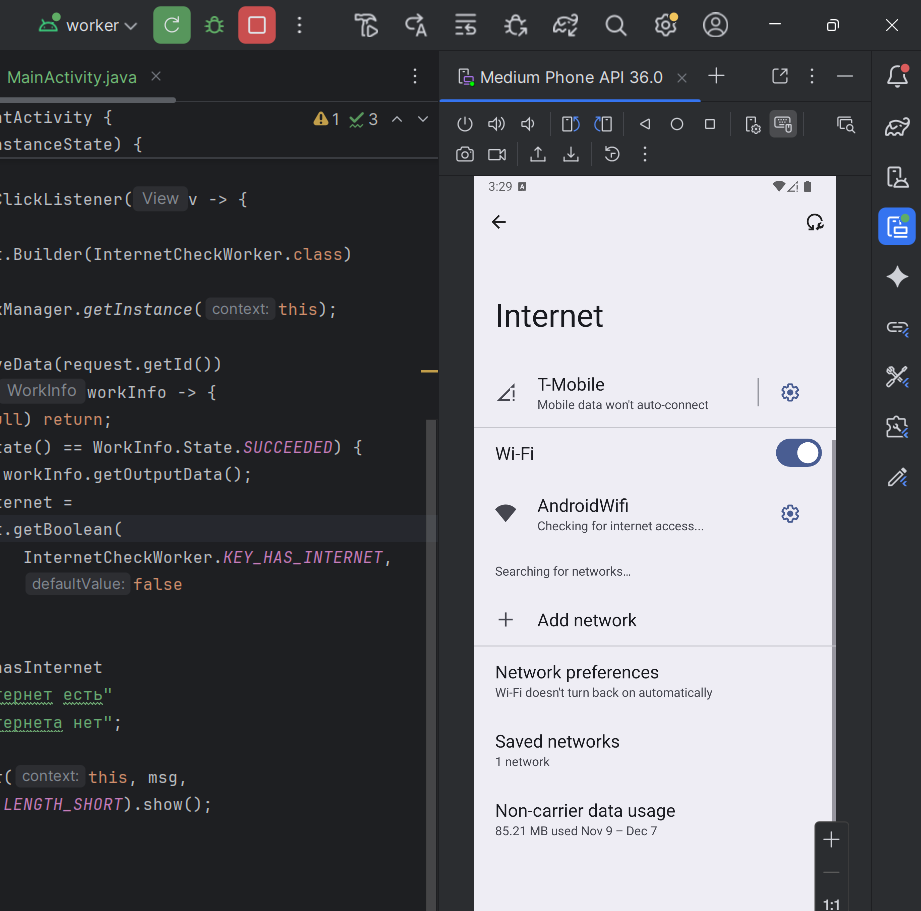 worker
MainActivity.java
Medium Phone API 36.0
ntActivity {
1 3
nstanceState) {
ClickListener( View v -> {
t.Builder(InternetCheckWorker.class)
kManager.getInstance( context: this);
veData(request.getId())
WorkInfo workInfo -> {
ull) return;
tate() == WorkInfo.State.SUCCEEDED) {
workInfo.getOutputData();
ternet =
t.getBoolean(
InternetCheckWorker.KEY_HAS_INTERNET,
defaultValue: false
hasInternet
тернет есть"
тернета нет";
t( context: this, msg,
LENGTH_SHORT).show();
3:29
Internet
T-Mobile
Mobile data won't auto-connect
Wi-Fi
AndroidWifi
Checking for internet access...
Searching for networks…
Add network
Network preferences
Wi-Fi doesn't turn back on automatically
Saved networks
1 network
Non-carrier data usage
85.21 MB used Nov 9 – Dec 7
1:1